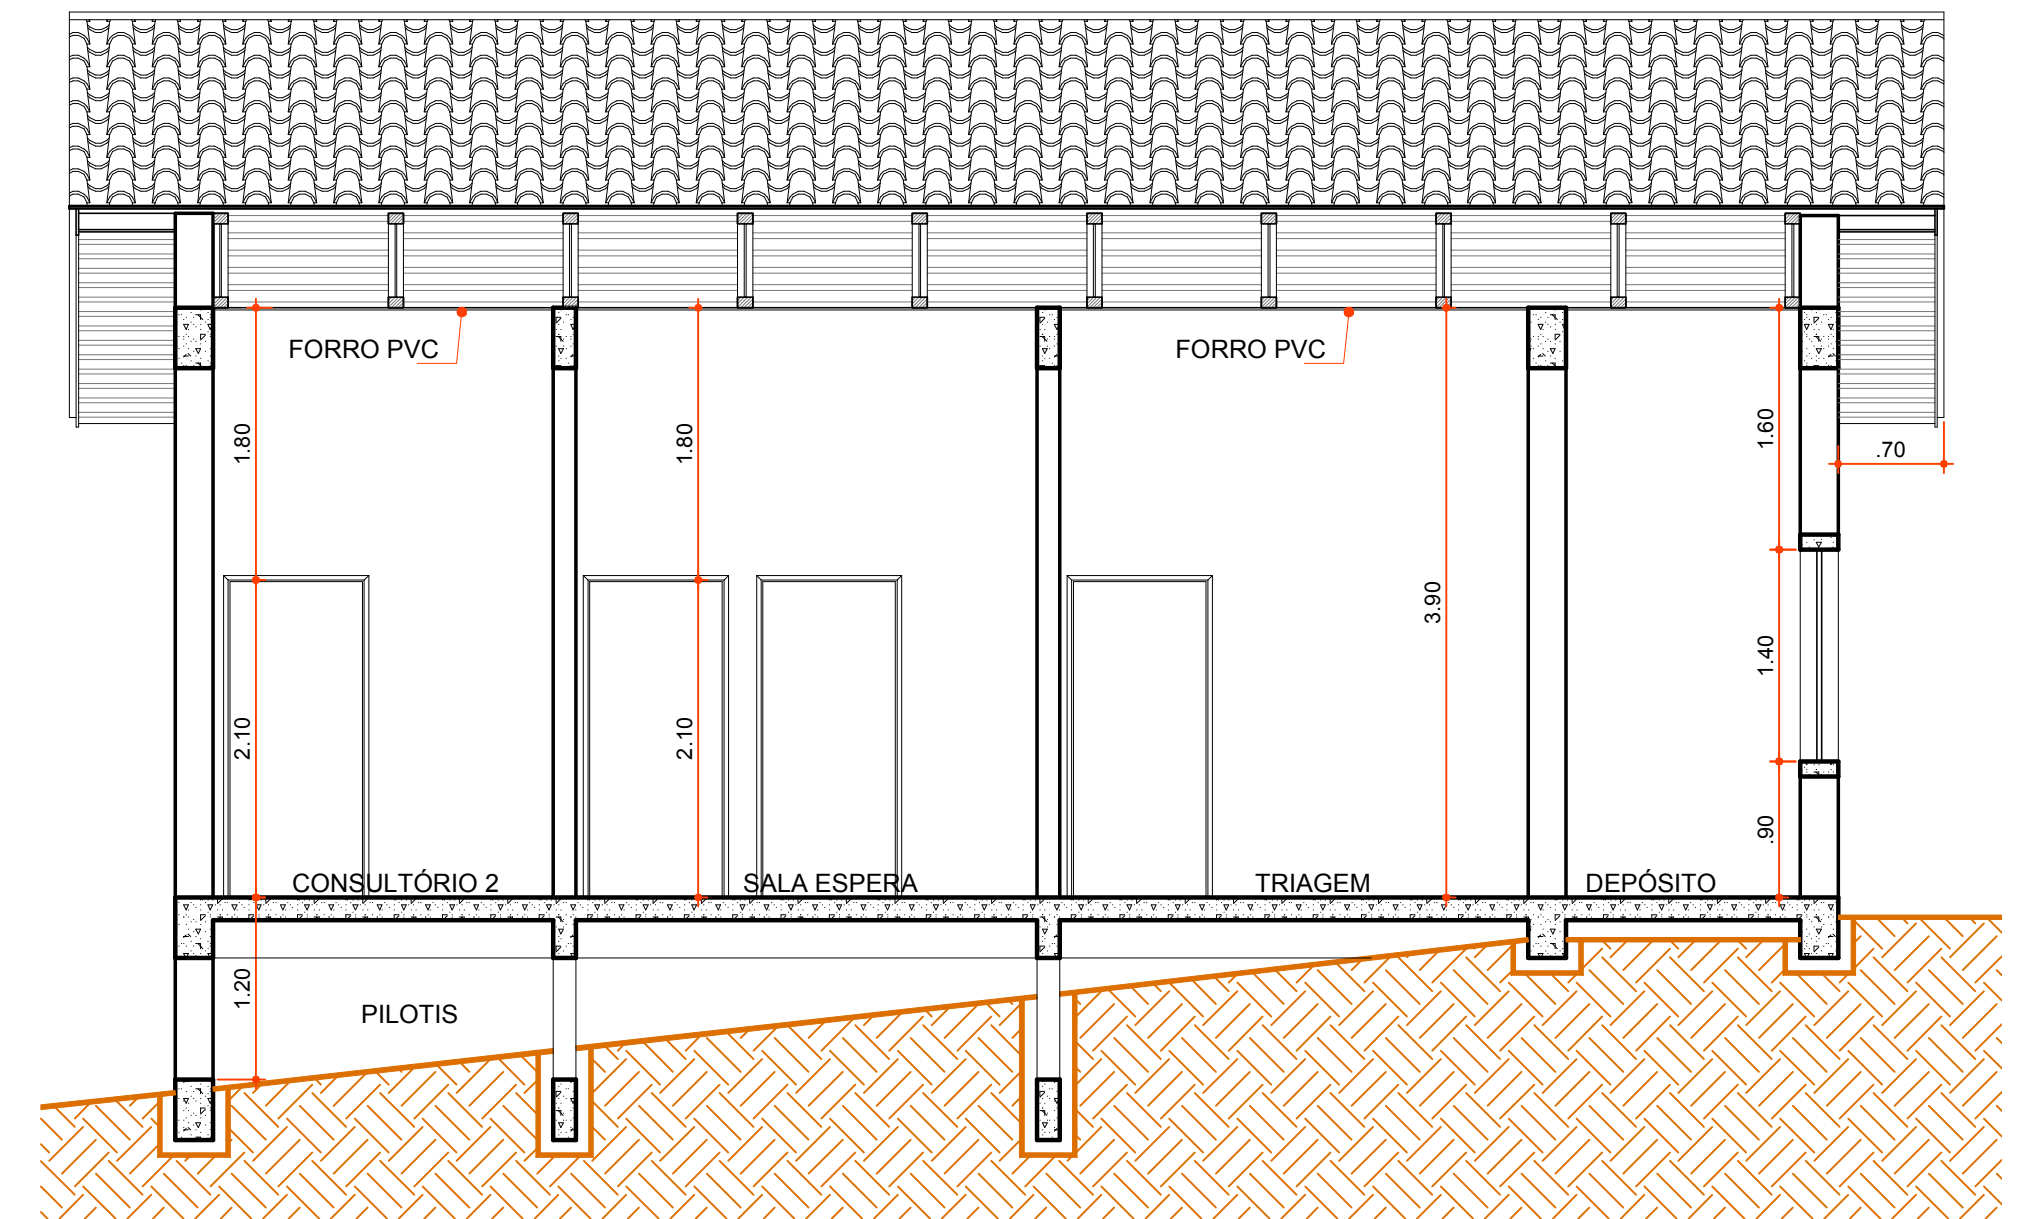 FORRO PVC
FORRO PVC
1.80
1.80
1.60
.70
3.90
1.40
2.10
2.10
.90
CONSULTÓRIO 2
SALA ESPERA
TRIAGEM
DEPÓSITO
1.20
PILOTIS